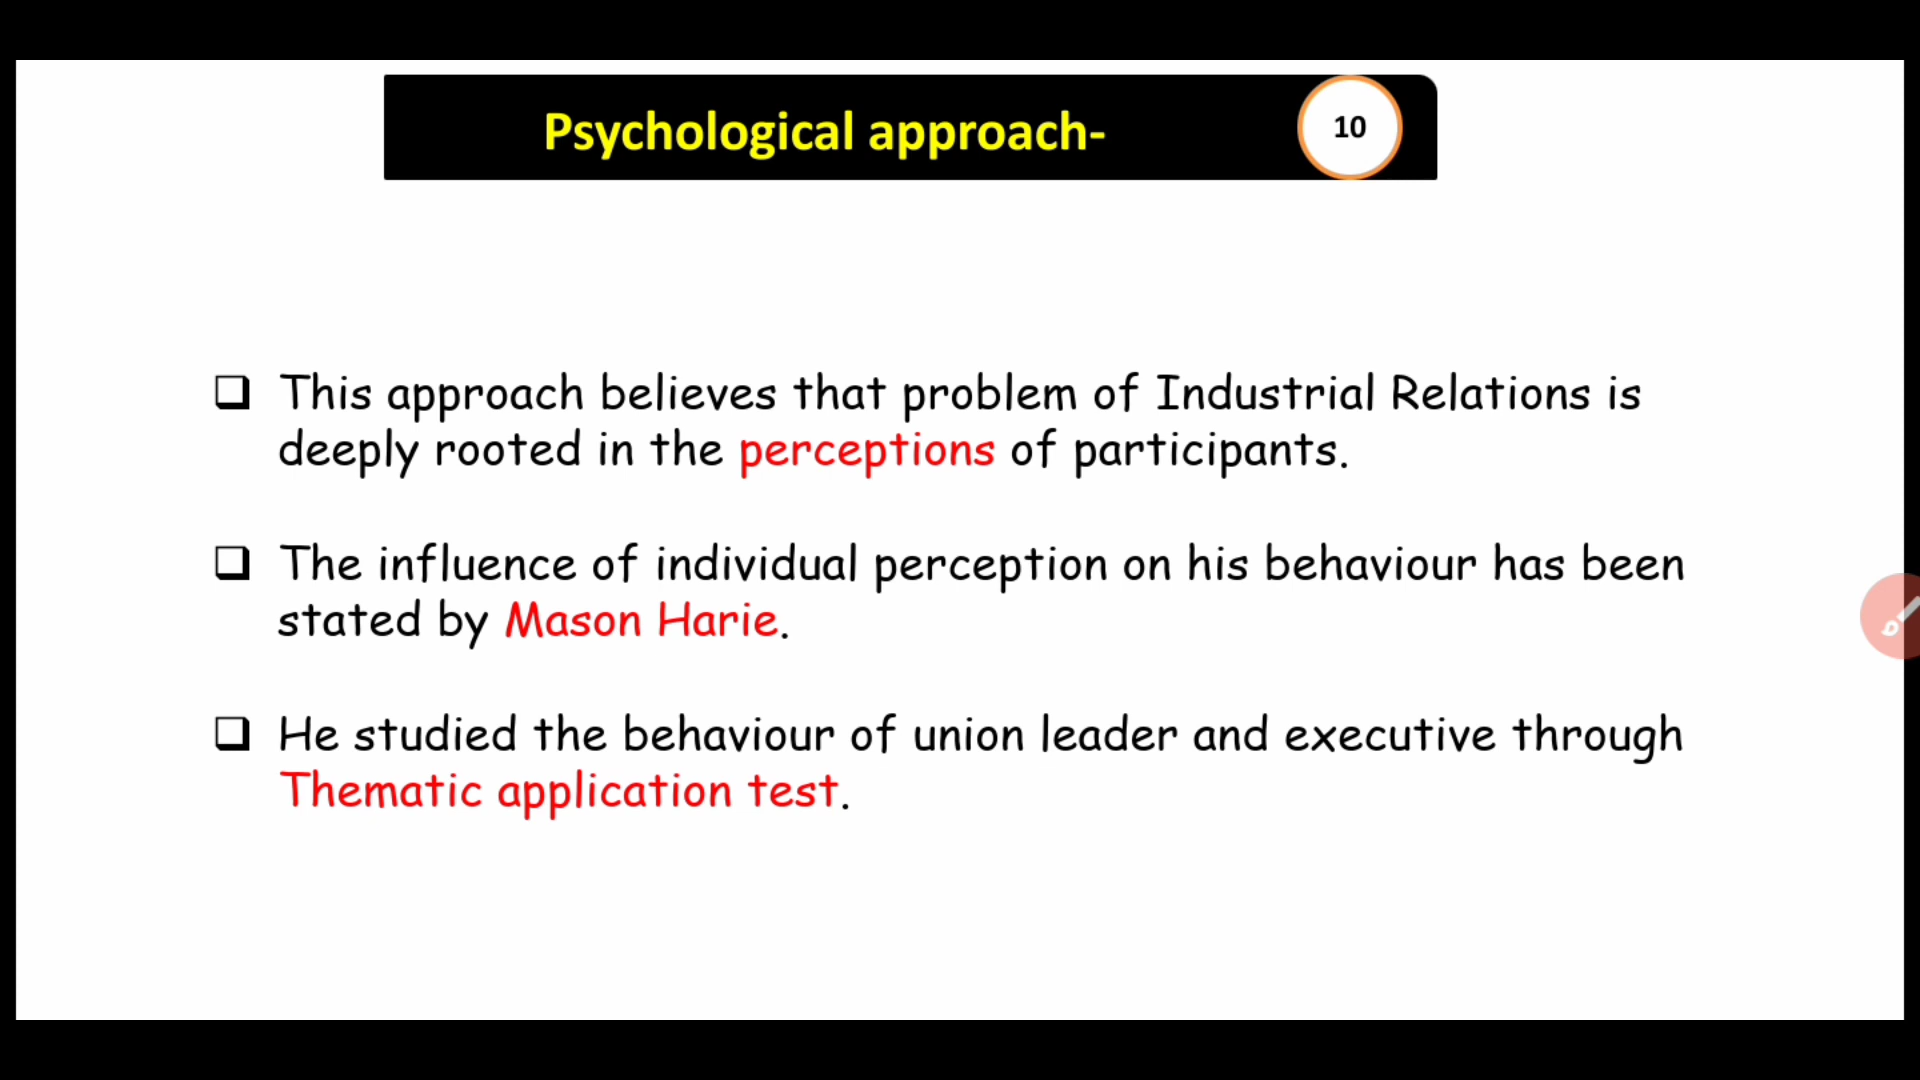 Psychological approach-
10
This approach believes that problem of Industrial Relations is
deeply rooted in the perceptions of participants.
The influence of individual perception on his behaviour has been
stated by Mason Harie.
He studied the behaviour of union leader and executive through
Thematic application test.